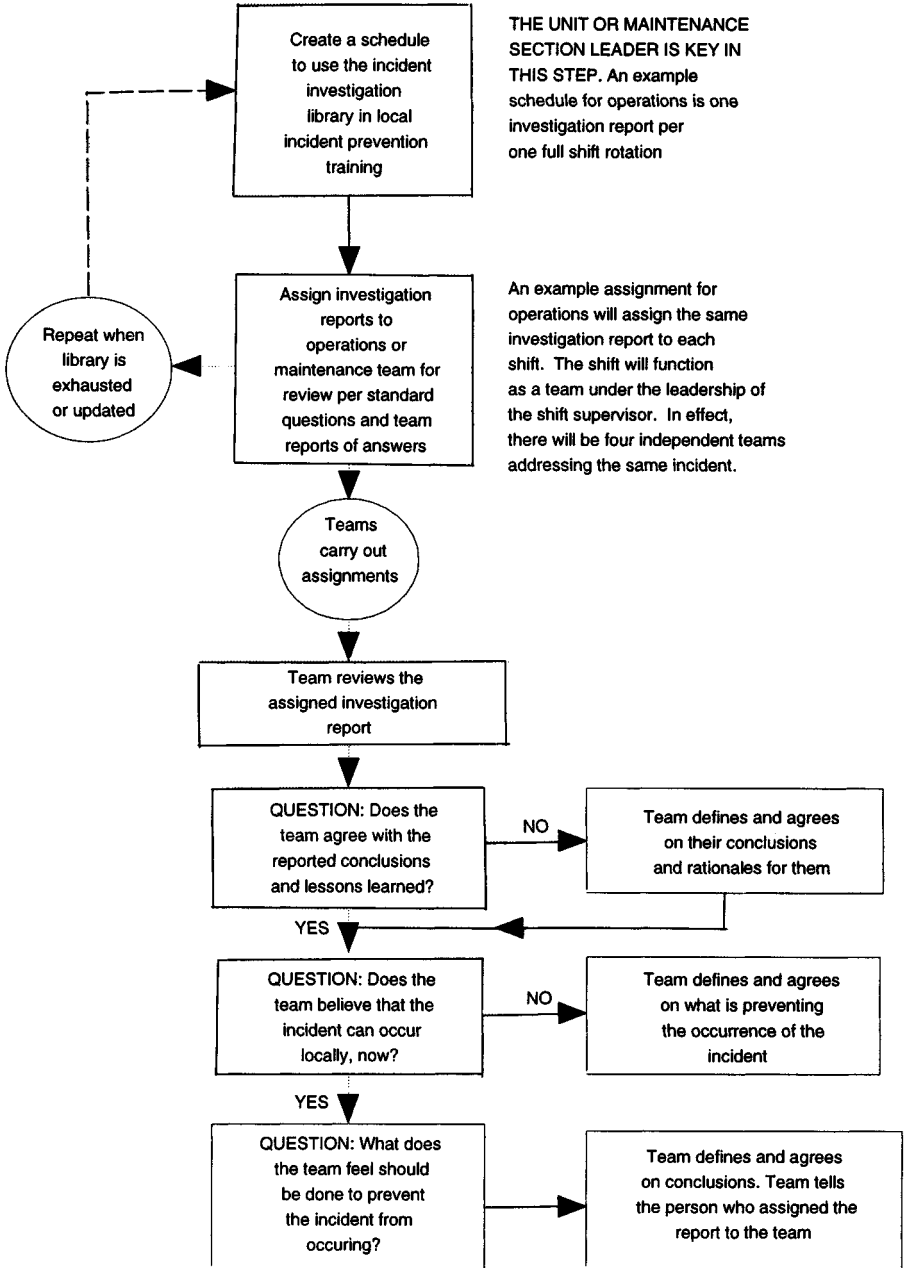 Create a schedule
to use the incident
investigation
library in local
incident prevention
training
THE UNIT OR MAINTENANCE
SECTION LEADER IS KEY IN
THIS STEP. An example
schedule for operations is one
investigation report per
one full shift rotation
Assign investigation
reports to
operations or
maintenance team for
review per standard
questions and team
reports of answers
An example assignment for
operations will assign the same
investigation report to each
shift. The shift will function
as a team under the leadership of
the shift supervisor. In effect,
there will be four independent teams
addressing the same incident.
Repeat when
library is
exhausted
or updated
Teams
carry out
assignments
Team reviews the
assigned investigation
report
QUESTION: Does the
team agree with the
reported conclusions
and lessons learned?
NO
Team defines and agrees
on their conclusions
and rationales for them
YES
QUESTION: Does the
team believe that the
incident can occur
locally, now?
NO
Team defines and agrees
on what is preventing
the occurrence of the
incident
YES
QUESTION: What does
the team feel should
be done to prevent
the incident from
occuring?
Team defines and agrees
on conclusions. Team tells
the person who assigned the
report to the team